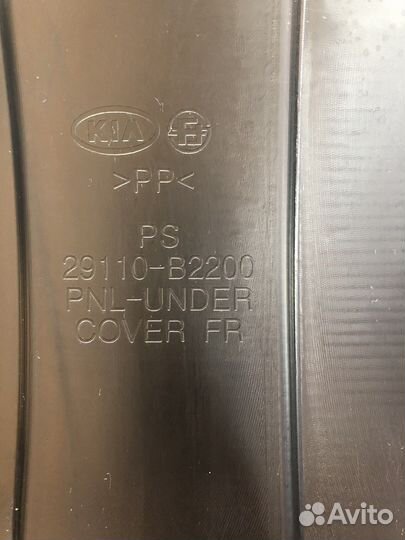 KIA
>PP<
PS
29110-B2200
PNL-UNDER
COVER FR
Avito